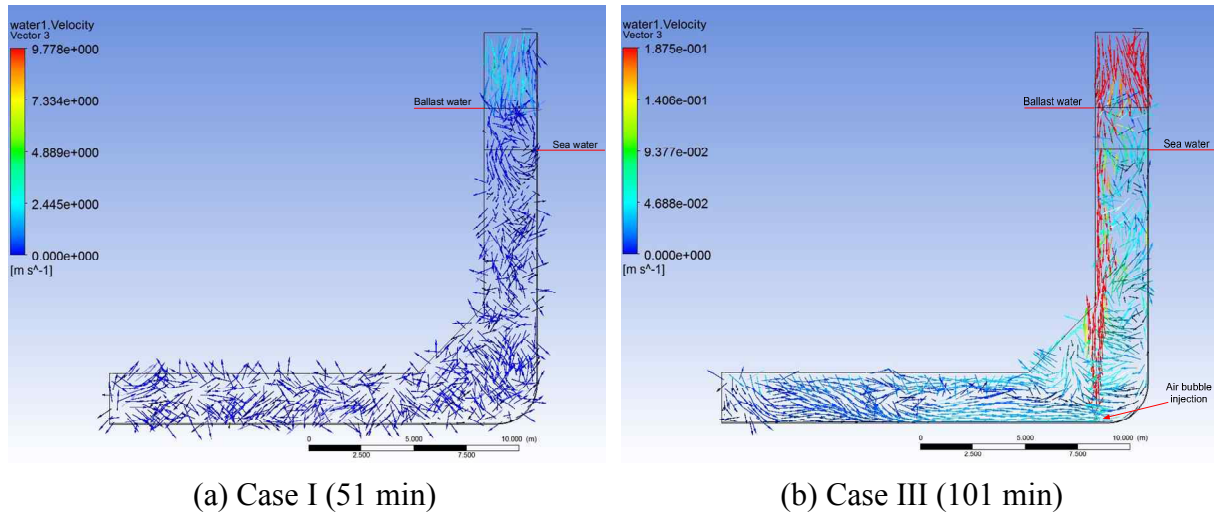 water1.Velocity
Vector 3
9.778e+000
7.334e+000
4.889e+000
2.445e+000
0.000e+000
[m s^-1]
Ballast water
Sea water
0 5.000 10.000 (m)
2.500 7.500
water1.Velocity
Vector 3
1.875e-001
1.406e-001
9.377e-002
4.688e-002
0.000e+000
[m s^-1]
Ballast water
Sea water
Air bubble
injection
0 5.000 10.000 (m)
2.500 7.500
(a) Case I (51 min)
(b) Case III (101 min)